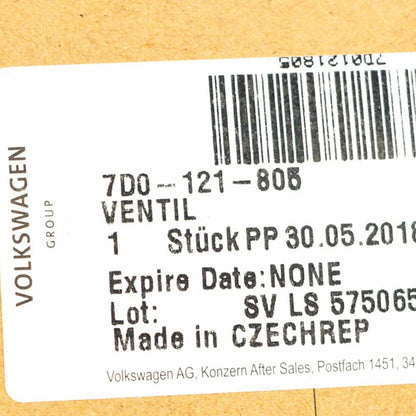 7D0121805
VOLKSWAGEN
GROUP
7D0-121-805
VENTIL
1 Stück PP 30.05.2018
Expire Date:NONE
Lot: SV LS 575065
Made in CZECHREP
Volkswagen AG, Konzern After Sales, Postfach 1451, 34